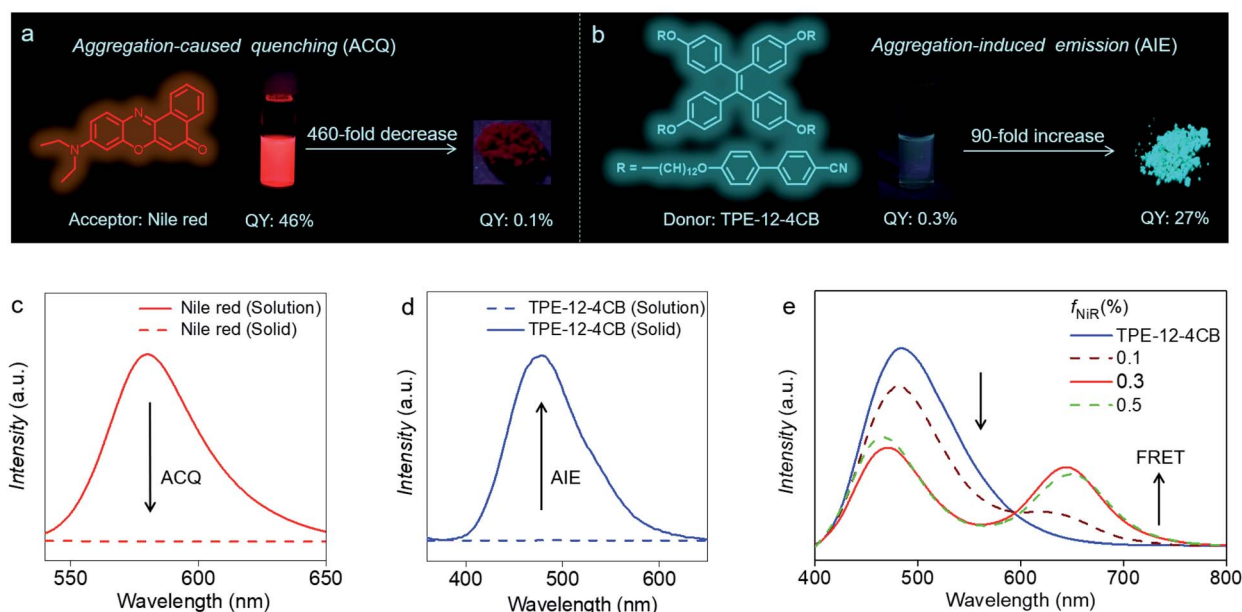 a
Aggregation-caused quenching (ACQ)
N
N
O
O
460-fold decrease
Acceptor: Nile red
QY: 46%
QY: 0.1%
b
Aggregation-induced emission (AIE)
RO
OR
RO
OR
R = —(CH)12O
CN
90-fold increase
Donor: TPE-12-4CB
QY: 0.3%
QY: 27%
c
Nile red (Solution)
Nile red (Solid)
ACQ
Intensity (a.u.)
550 600 650
Wavelength (nm)
d
TPE-12-4CB (Solution)
TPE-12-4CB (Solid)
AIE
Intensity (a.u.)
400 500 600
Wavelength (nm)
e
fNiR(%)
TPE-12-4CB
0.1
0.3
0.5
FRET
Intensity (a.u.)
400 500 600 700 800
Wavelength (nm)